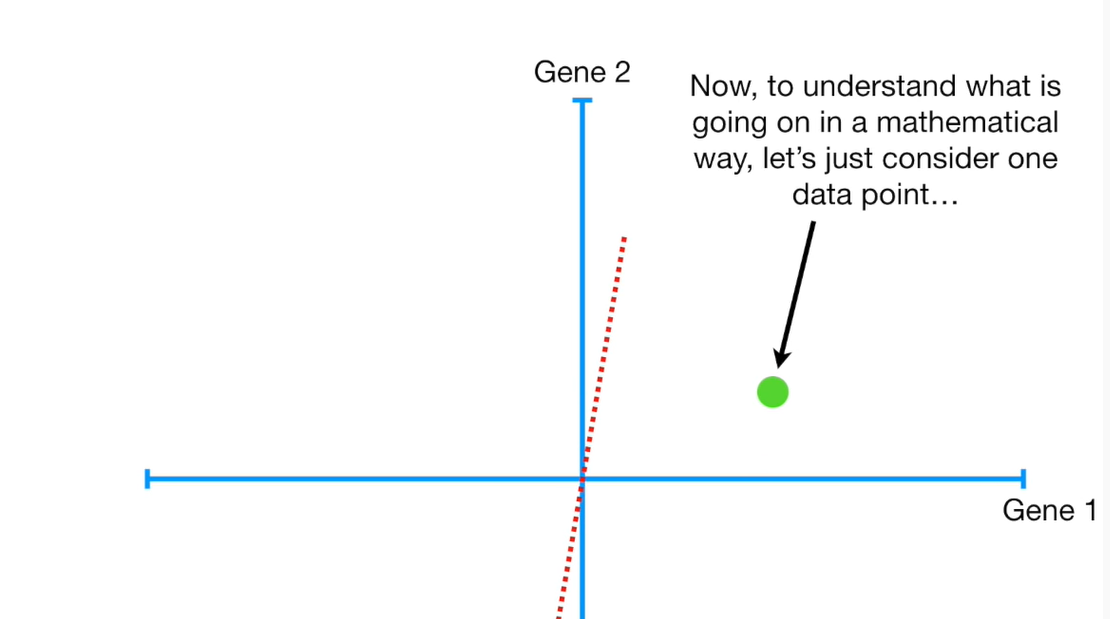 Gene 2
Now, to understand what is
going on in a mathematical
way, let’s just consider one
data point…
Gene 1